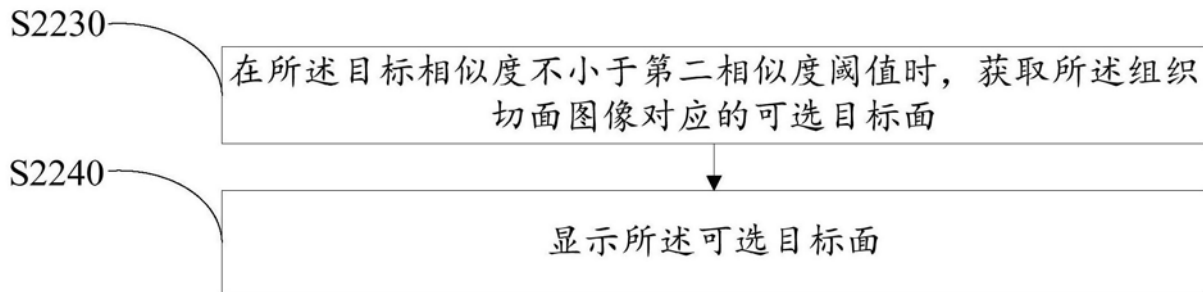 S2230
在所述目标相似度不小于第二相似度阈值时，获取所述组织
切面图像对应的可选目标面
S2240
显示所述可选目标面